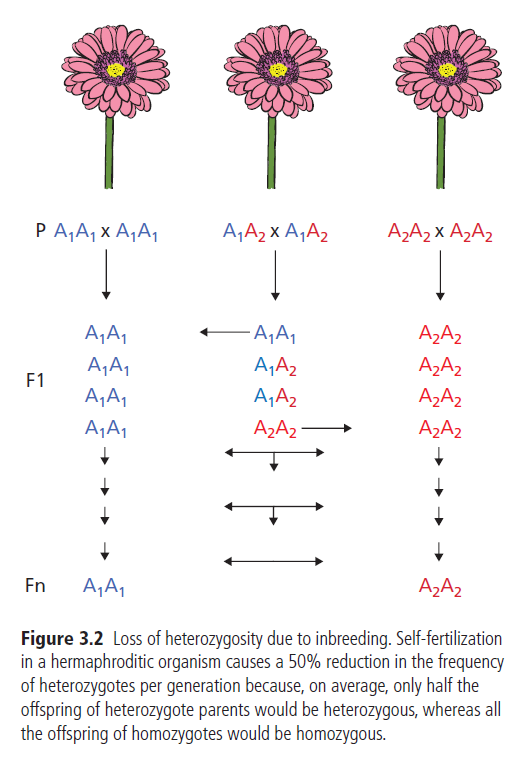 P A₁A₁ x A₁A₁ A₁A₂ x A₁A₂ A₂A₂ x A₂A₂
A₁A₁ A₁A₁ A₂A₂
A₁A₁ A₁A₂ A₂A₂
F1
A₁A₁ A₁A₂ A₂A₂
A₁A₁ A₂A₂ A₂A₂
Fn A₁A₁ A₂A₂
Figure 3.2 Loss of heterozygosity due to inbreeding. Self-fertilization
in a hermaphroditic organism causes a 50% reduction in the frequency
of heterozygotes per generation because, on average, only half the
offspring of heterozygote parents would be heterozygous, whereas all
the offspring of homozygotes would be homozygous.